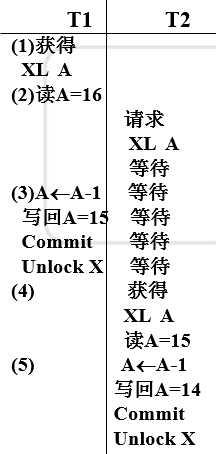 T1 T2
(1)获得
XL A
(2)读A=16
请求
XL A
等待
(3)A←A-1 等待
写回A=15 等待
Commit 等待
Unlock X 等待
(4) 获得
XL A
读A=15
(5) A←A-1
写回A=14
Commit
Unlock X